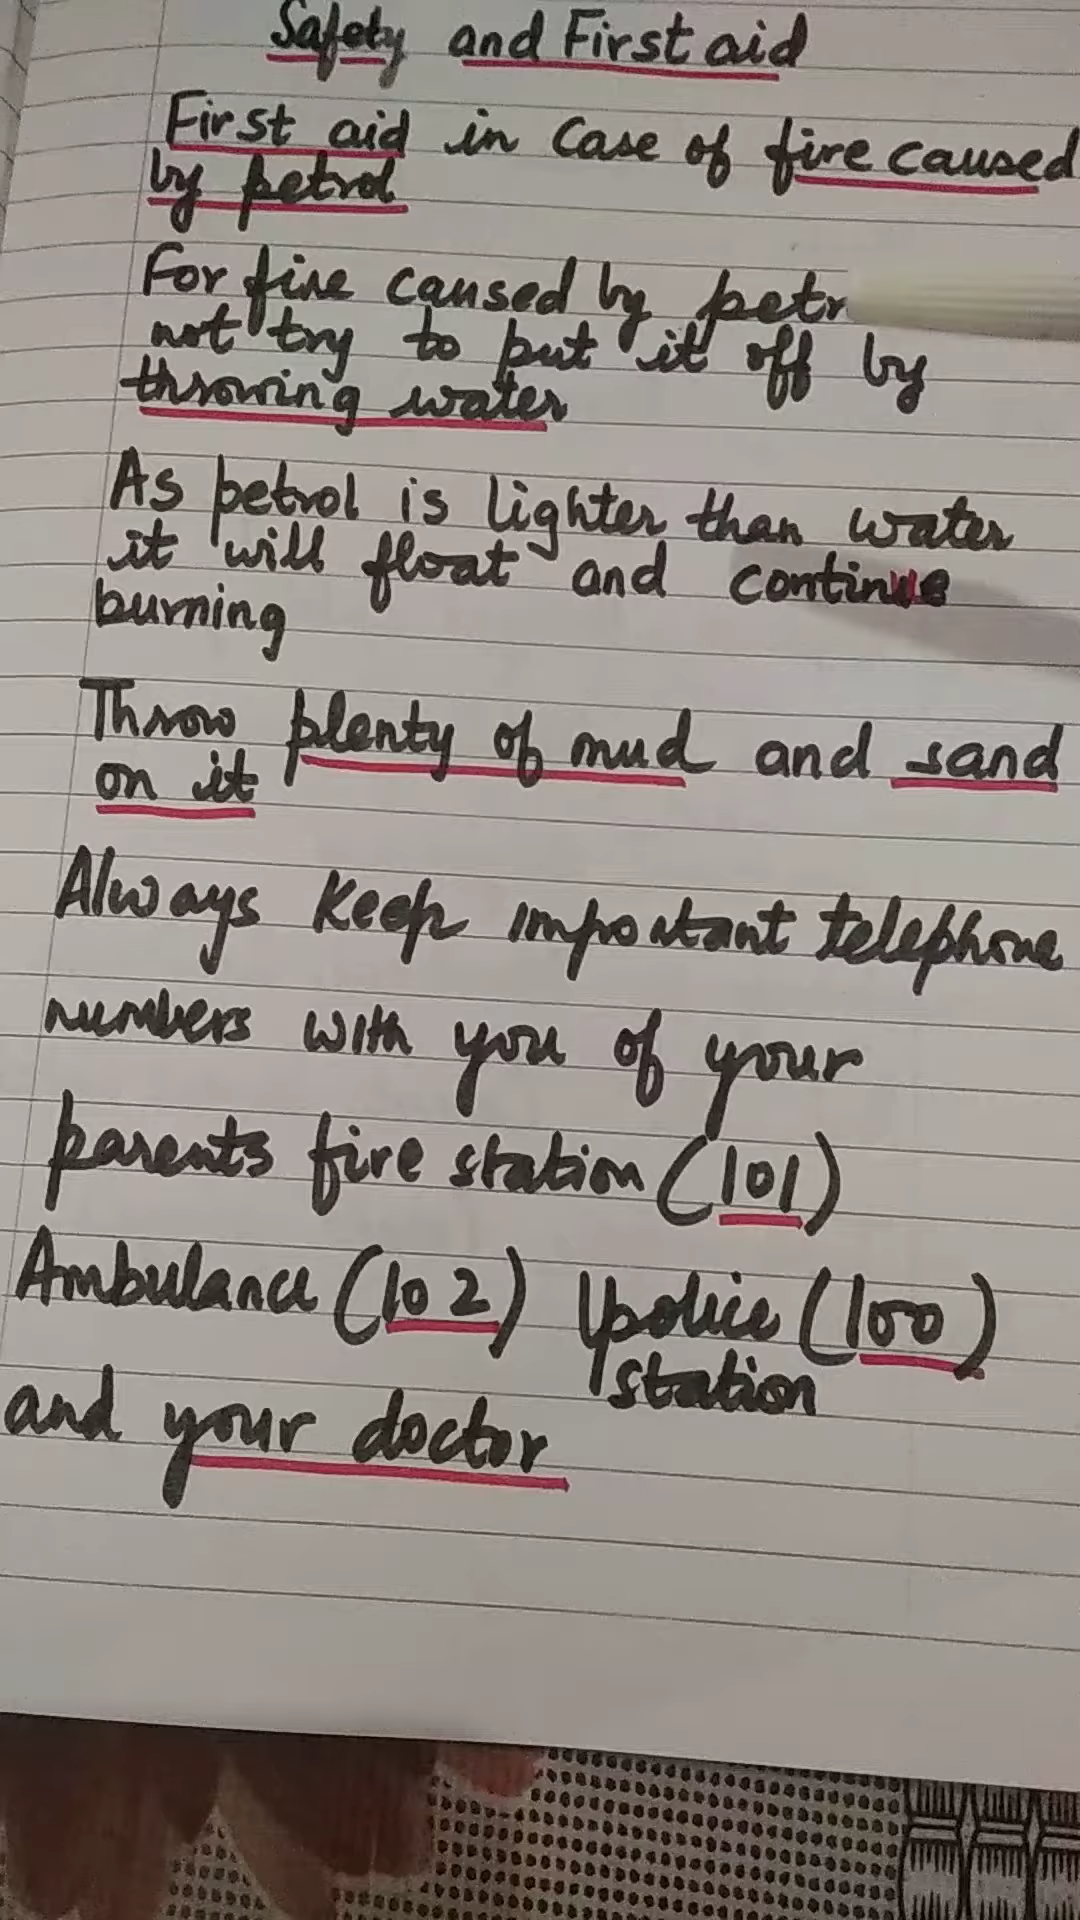 Safety and First aid
First aid in case of fire caused
by petrol
For fire caused by petr
not try to put it off by
throwing water
As petrol is lighter than water
it will float and continue
burning
Throw plenty of mud and sand
on it
Always Keep important telephone
numbers with you of your
parents fire station (101)
Ambulance (102) police (100)
station
and your doctor